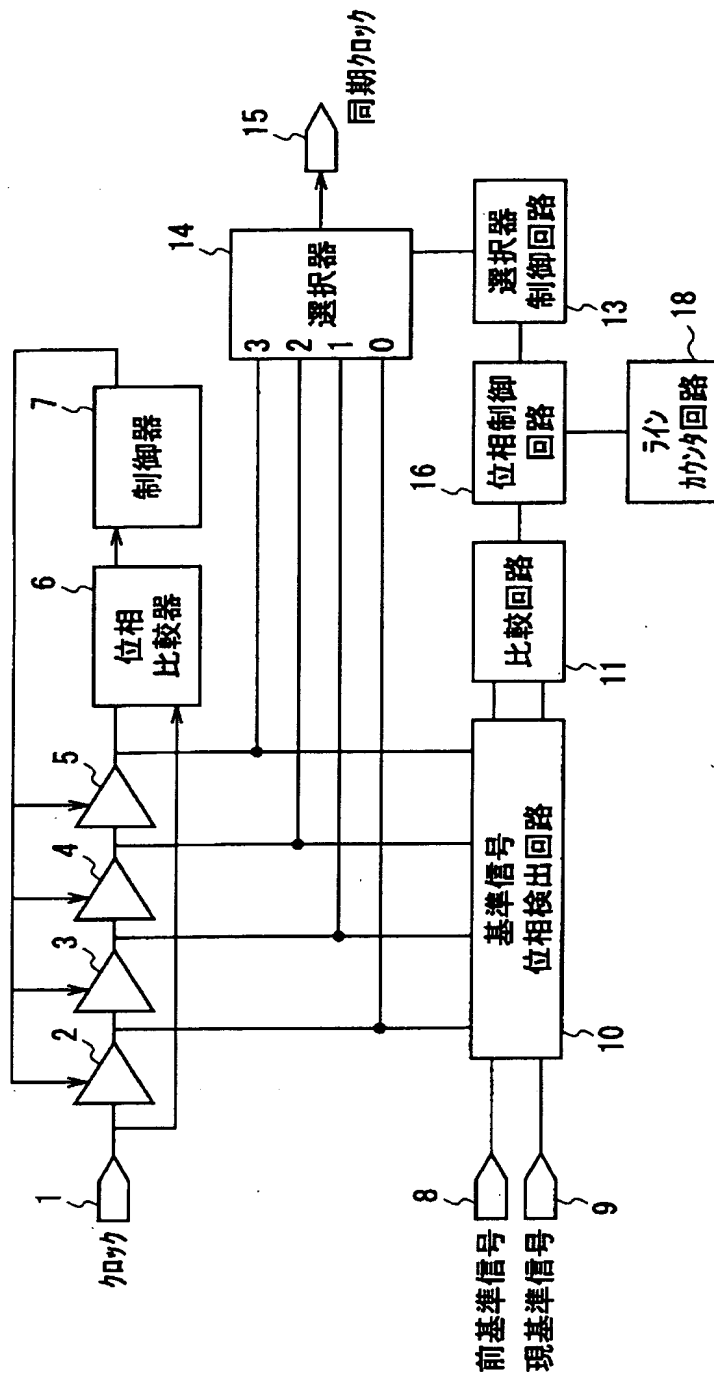 1
クロック
2
3
4
5
6
位相
比較器
7
制御器
14
選択器
3
2
1
0
15
同期クロック
8
前基準信号
9
現基準信号
10
基準信号
位相検出回路
11
比較回路
16
位相制御
回路
13
選択器
制御回路
18
ライン
カウンタ回路